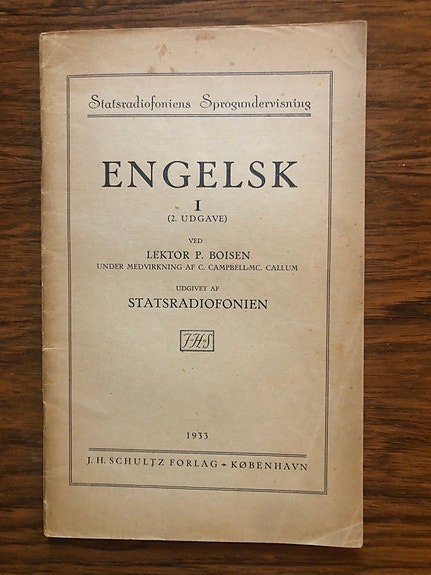 Statsradiofoniens Sprogundervisning
ENGELSK
I
(2. UDGAVE)
VED
LEKTOR P. BOISEN
UNDER MEDVIRKNING AF C. CAMPBELL-MC. CALLUM
UDGIVET AF
STATSRADIOFONIEN
J·H·S
1933
J. H. SCHULTZ FORLAG - KØBENHAVN